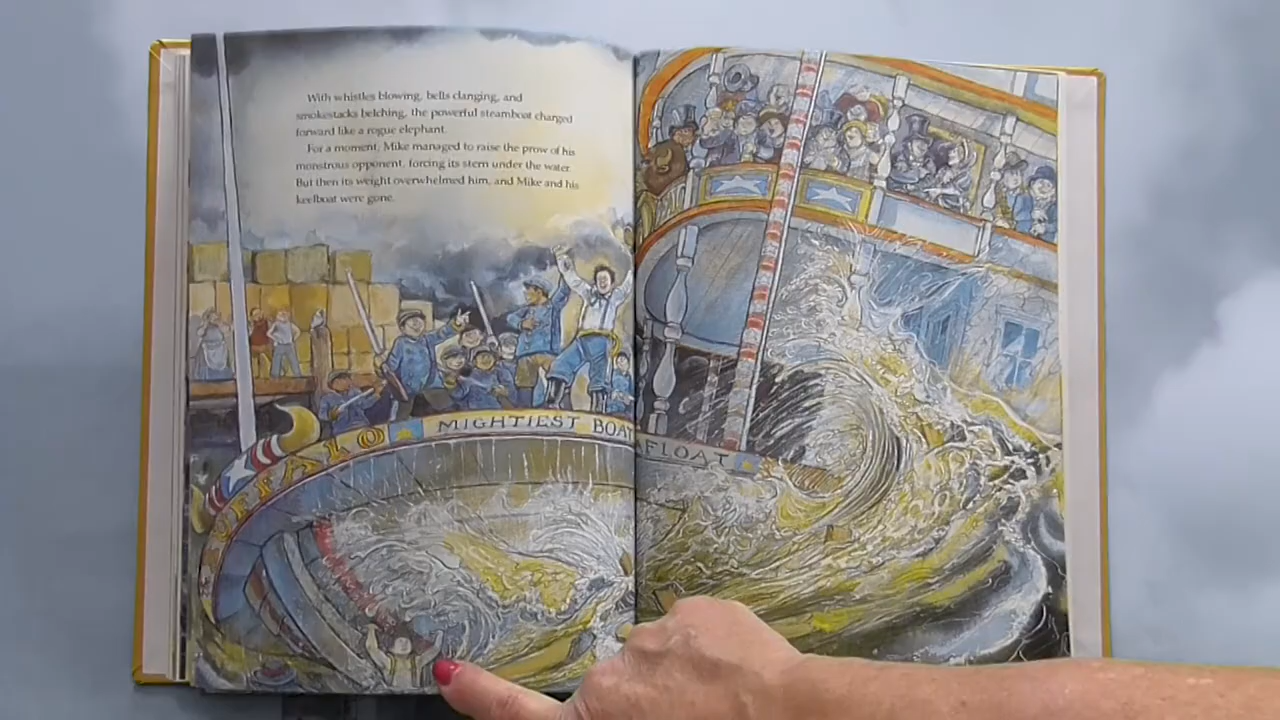 With whistles blowing, bells clanging, and
smokestacks belching, the powerful steamboat charged
forward like a rogue elephant.
For a moment, Mike managed to raise the prow of his
monstrous opponent, forcing its stern under the water.
But then its weight overwhelmed him, and Mike and his
keelboat were gone.
BUFFALO MIGHTIEST BOAT AFLOAT